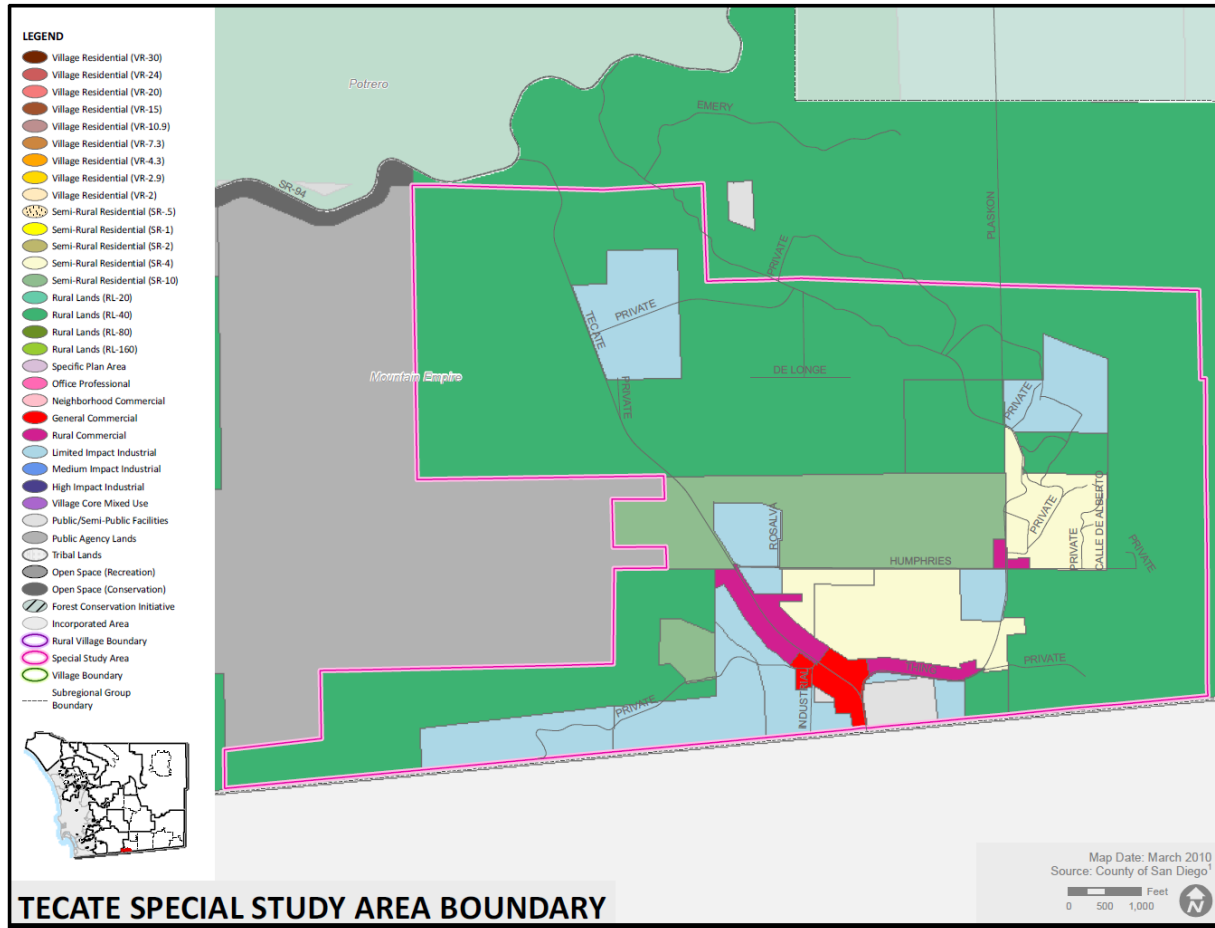 LEGEND
Village Residential (VR-30)
Village Residential (VR-24)
Village Residential (VR-20)
Village Residential (VR-15)
Village Residential (VR-10.9)
Village Residential (VR-7.3)
Village Residential (VR-4.3)
Village Residential (VR-2.9)
Village Residential (VR-2)
Semi-Rural Residential (SR-.5)
Semi-Rural Residential (SR-1)
Semi-Rural Residential (SR-2)
Semi-Rural Residential (SR-4)
Semi-Rural Residential (SR-10)
Rural Lands (RL-20)
Rural Lands (RL-40)
Rural Lands (RL-80)
Rural Lands (RL-160)
Specific Plan Area
Office Professional
Neighborhood Commercial
General Commercial
Rural Commercial
Limited Impact Industrial
Medium Impact Industrial
High Impact Industrial
Village Core Mixed Use
Public/Semi-Public Facilities
Public Agency Lands
Tribal Lands
Open Space (Recreation)
Open Space (Conservation)
Forest Conservation Initiative
Incorporated Area
Rural Village Boundary
Special Study Area
Village Boundary
Subregional Group
Boundary
Potrero
EMERY
SR-94
PLASKON
PRIVATE
PRIVATE
TECATE
Mountain Empire
PRIVATE
DE LONGE
PRIVATE
PRIVATE
CALLE DE ALBERTO
PRIVATE
ROSALVA
HUMPHRIES
PRIVATE
PRIVATE
PRIVATE
INDUSTRIAL
Map Date: March 2010
Source: County of San Diego1
Feet
0 500 1,000
N
TECATE SPECIAL STUDY AREA BOUNDARY